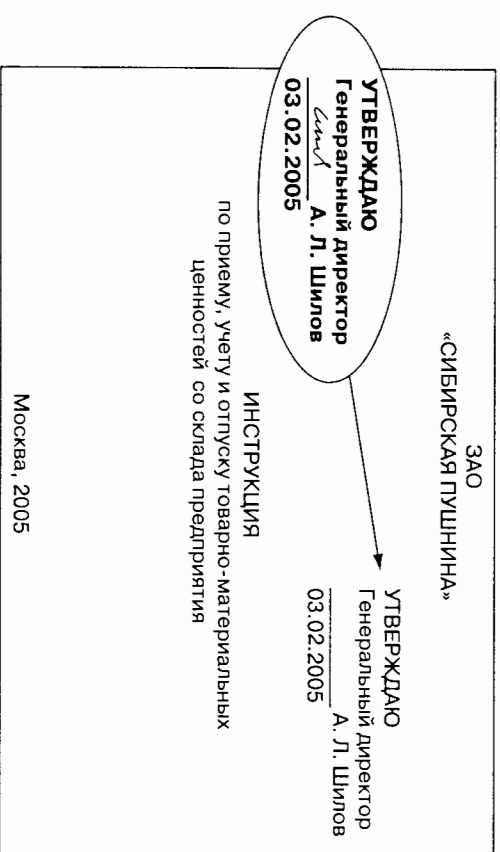 ЗАО
«СИБИРСКАЯ ПУШНИНА»
УТВЕРЖДАЮ
Генеральный директор
А. Л. Шилов
03.02.2005
УТВЕРЖДАЮ
Генеральный директор
А. Л. Шилов
03.02.2005
ИНСТРУКЦИЯ
по приему, учету и отпуску товарно-материальных
ценностей со склада предприятия
Москва, 2005